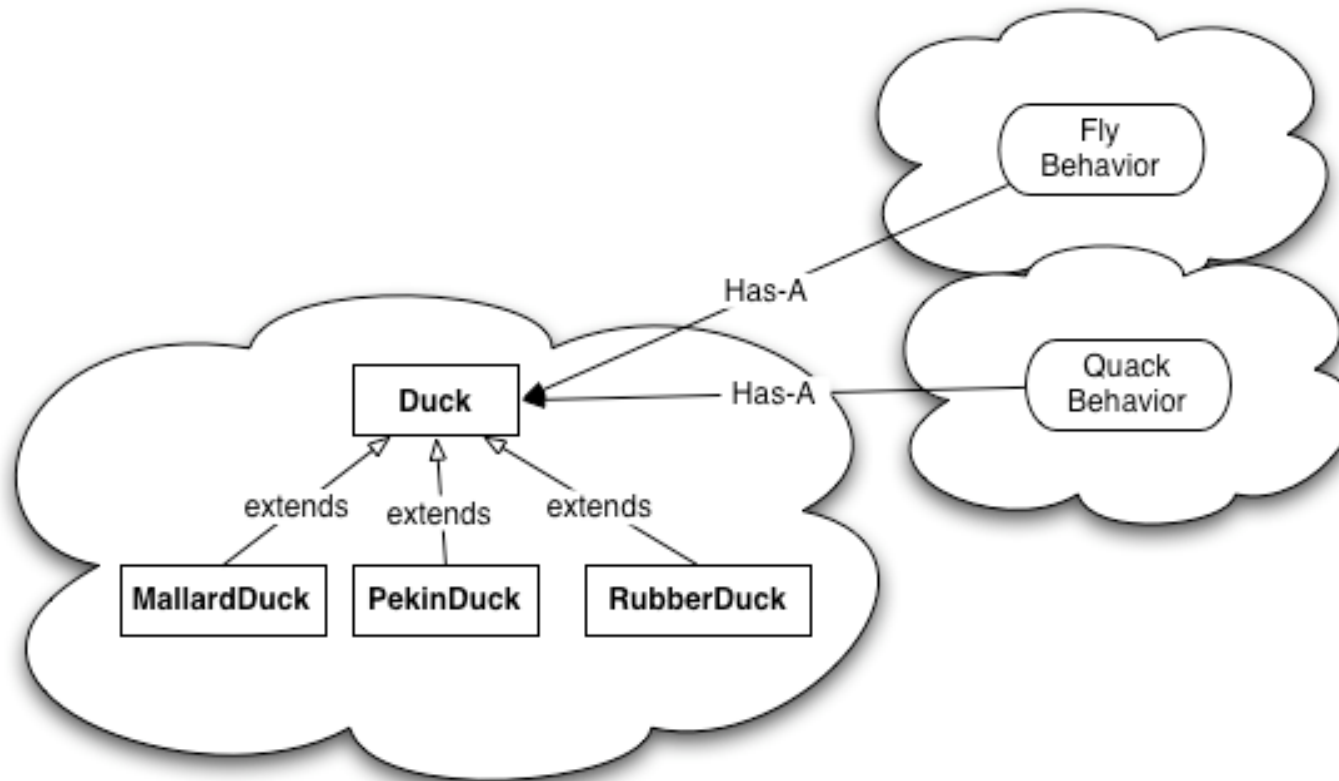 Fly
Behavior
Has-A
Quack
Behavior
Has-A
Duck
extends
extends
extends
MallardDuck
PekinDuck
RubberDuck